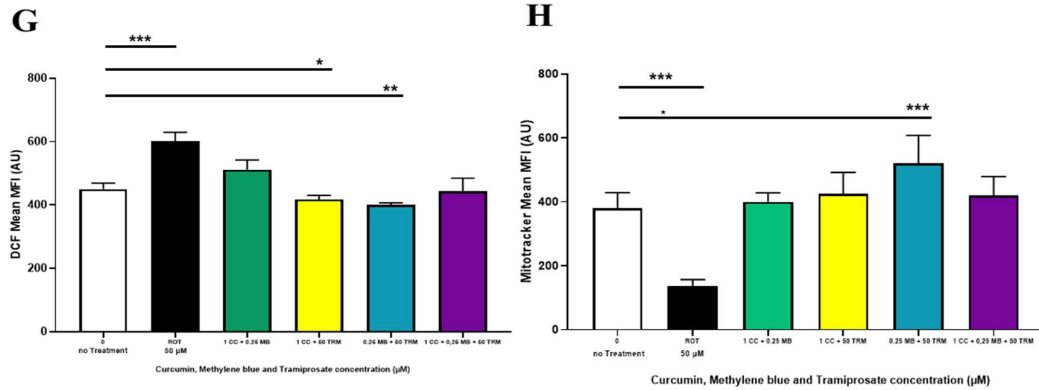 G
***
*
**
800
600
400
200
0
DCF Mean MFI (AU)
0
no Treatment
ROT
50 µM
1 CC + 0.25 MB
1 CC + 50 TRM
0.25 MB + 50 TRM
1 CC + 0,25 MB + 50 TRM
Curcumin, Methylene blue and Tramiprosate concentration (µM)
H
***
*
***
800
600
400
200
0
Mitotracker Mean MFI (AU)
0
no Treatment
ROT
50 µM
1 CC + 0.25 MB
1 CC + 50 TRM
0.25 MB + 50 TRM
1 CC + 0,25 MB + 50 TRM
Curcumin, Methylene blue and Tramiprosate concentration (µM)